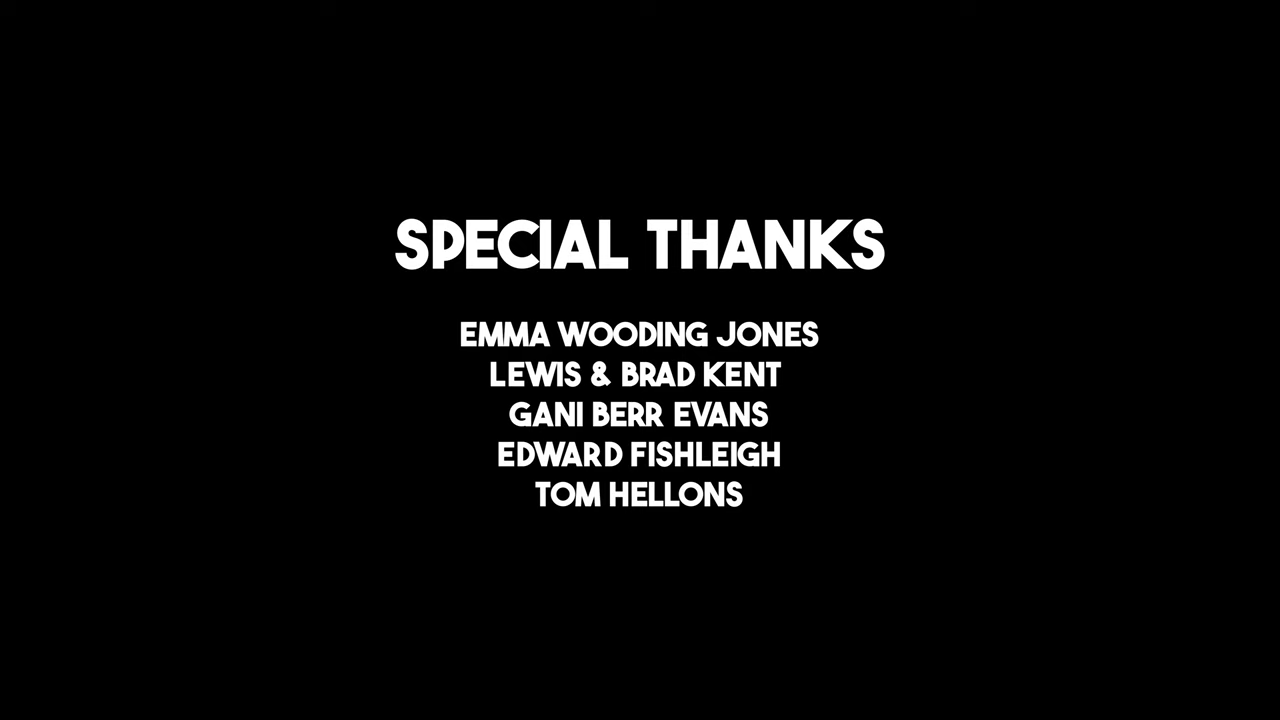 SPECIAL THANKS
EMMA WOODING JONES
LEWIS & BRAD KENT
GANI BERR EVANS
EDWARD FISHLEIGH
TOM HELLONS